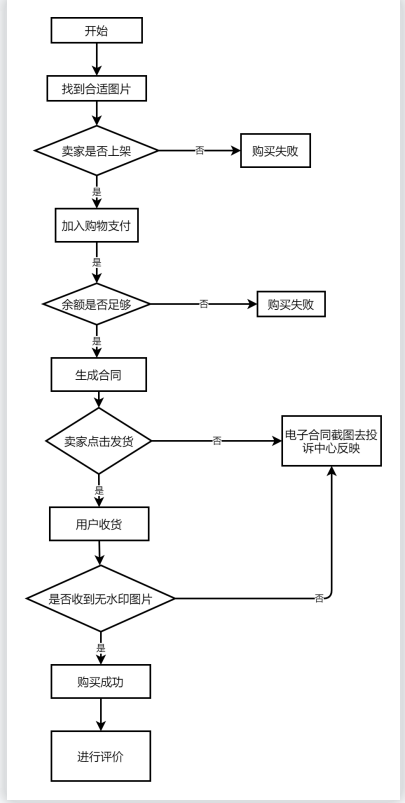 开始
找到合适图片
卖家是否上架
否
购买失败
是
加入购物支付
是
余额是否足够
否
购买失败
是
生成合同
卖家点击发货
否
电子合同截图去投
诉中心反映
是
用户收货
是否收到无水印图片
否
是
购买成功
进行评价